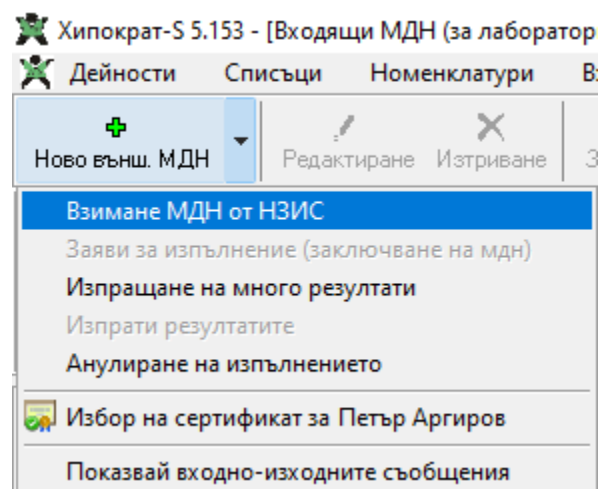 Хипократ-S 5.153 - [Входящи МДН (за лаборатор
Дейности Списъци Номенклатури
Ново външ. МДН Редактиране Изтриване
Взимане МДН от НЗИС
Заяви за изпълнение (заключване на мдн)
Изпращане на много резултати
Изпрати резултатите
Анулиране на изпълнението
Избор на сертификат за Петър Аргиров
Показвай входно-изходните съобщения